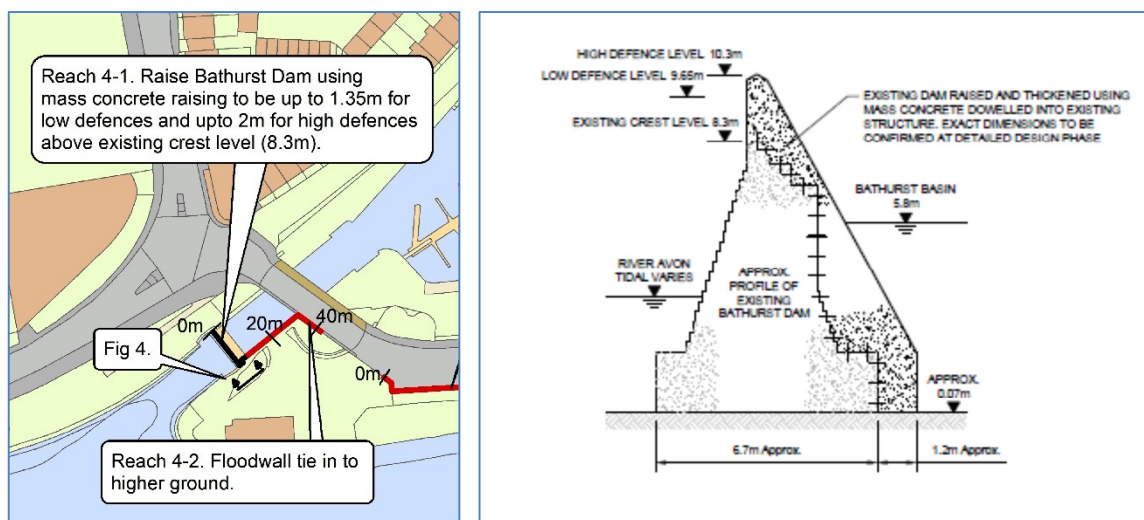 Reach 4-1. Raise Bathurst Dam using
mass concrete raising to be up to 1.35m for
low defences and upto 2m for high defences
above existing crest level (8.3m).
0m
20m
40m
Fig 4.
0m
Reach 4-2. Floodwall tie in to
higher ground.
HIGH DEFENCE LEVEL 10.3m
LOW DEFENCE LEVEL 9.65m
EXISTING CREST LEVEL 8.3m
EXISTING DAM RAISED AND THICKENED USING
MASS CONCRETE DOWELLED INTO EXISTING
STRUCTURE. EXACT DIMENSIONS TO BE
CONFIRMED AT DETAILED DESIGN PHASE
BATHURST BASIN
5.8m
RIVER AVON
TIDAL VARIES
APPROX.
PROFILE OF
EXISTING
BATHURST DAM
APPROX.
0.07m
6.7m Approx.
1.2m Approx.